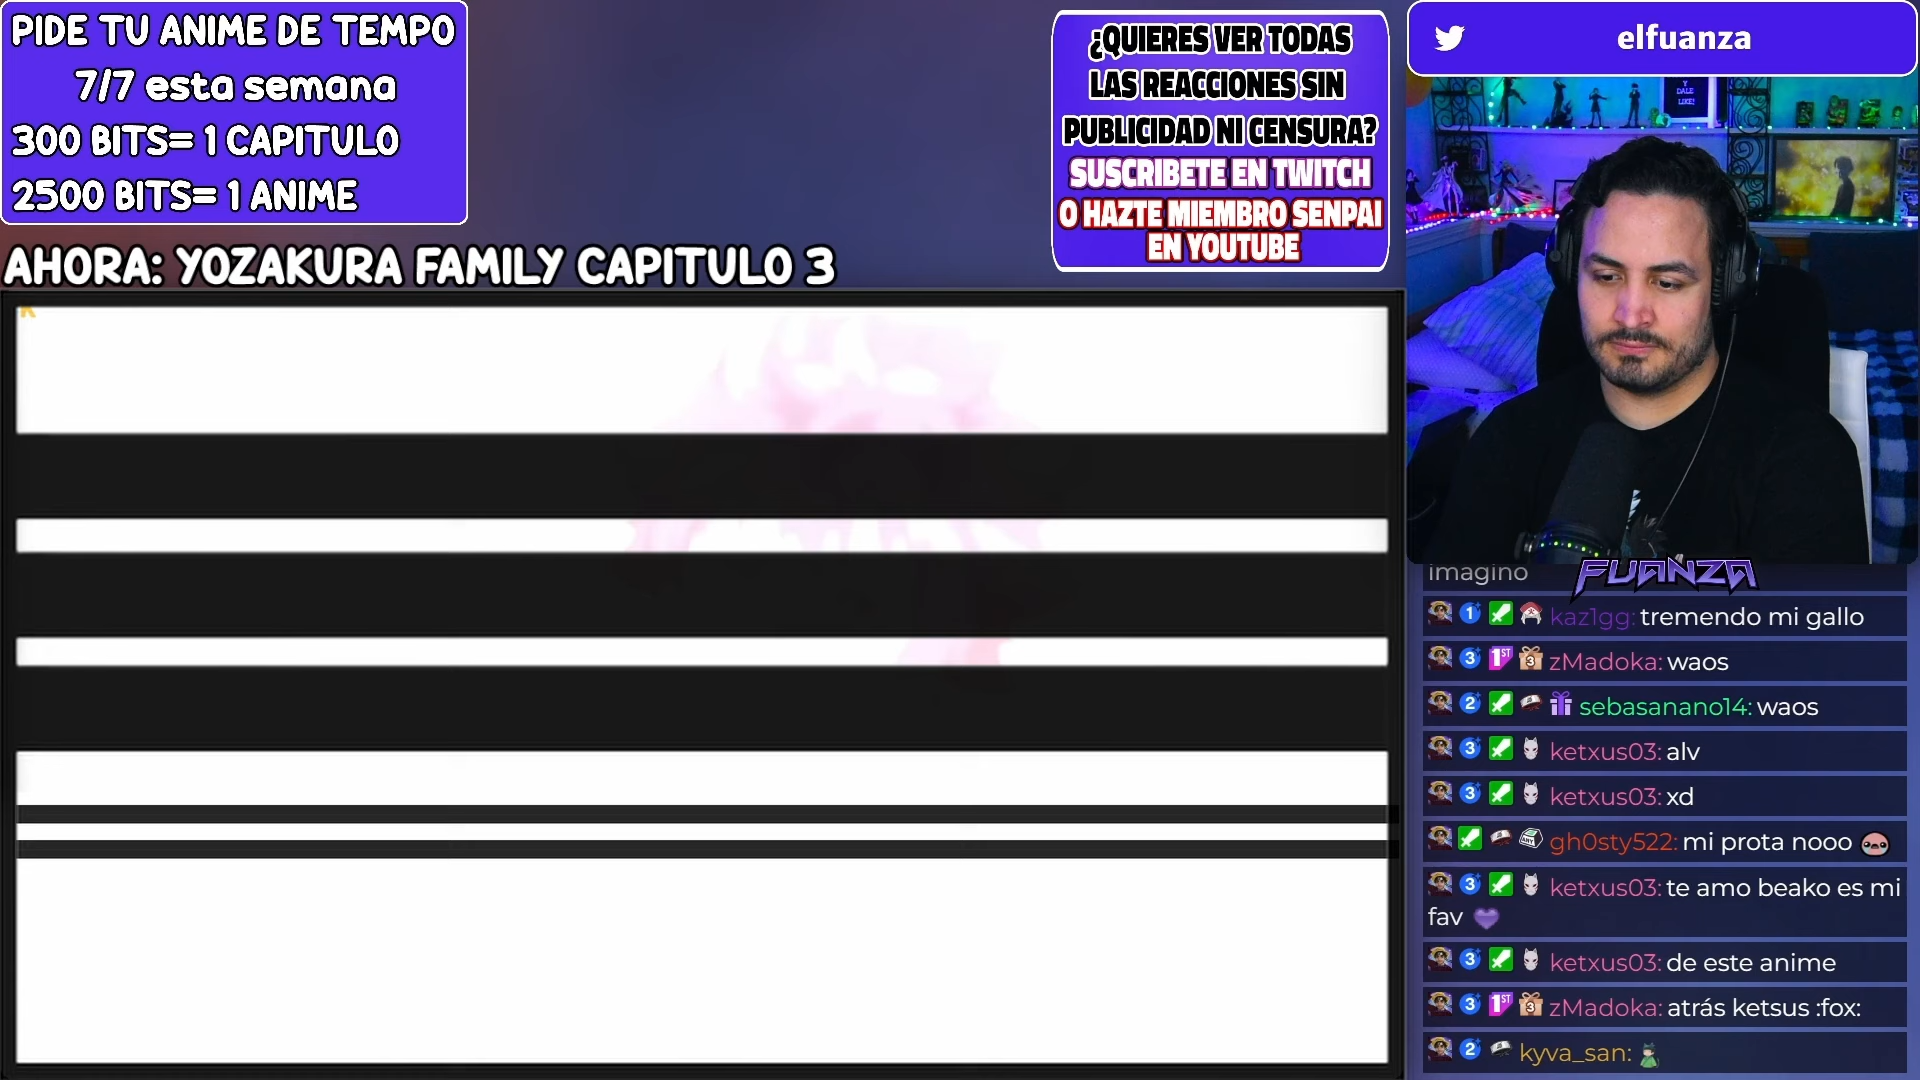 PIDE TU ANIME DE TEMPO
7/7 esta semana
300 BITS= 1 CAPITULO
2500 BITS= 1 ANIME
¿QUIERES VER TODAS
LAS REACCIONES SIN
PUBLICIDAD NI CENSURA?
SUSCRIBETE EN TWITCH
O HAZTE MIEMBRO SENPAI
EN YOUTUBE
elfuanza
Y
DALE
LIKE!
AHORA: YOZAKURA FAMILY CAPITULO 3
FUANZA
imagino
kaz1gg: tremendo mi gallo
zMadoka: waos
sebasanano14: waos
ketxus03: alv
ketxus03: xd
gh0sty522: mi prota nooo
ketxus03: te amo beako es mi
fav
ketxus03: de este anime
zMadoka: atrás ketsus :fox:
kyva_san: